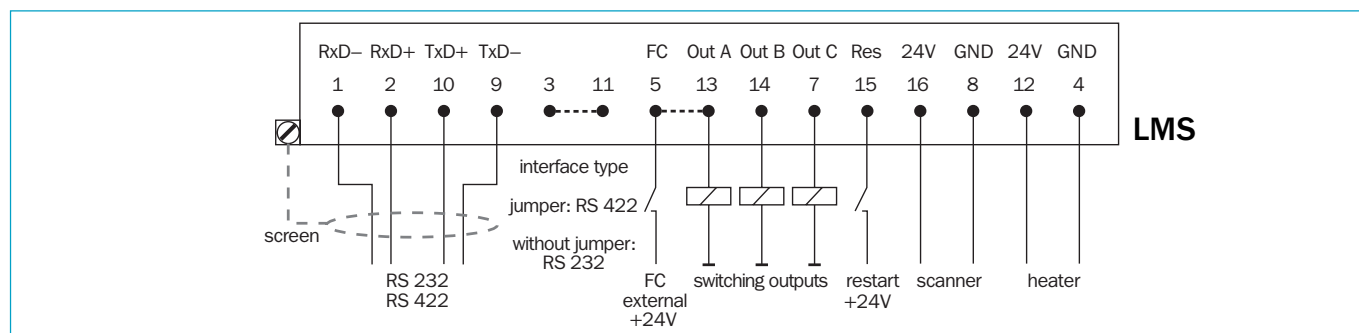 RxD– RxD+ TxD+ TxD– FC Out A Out B Out C Res 24V GND 24V GND
1 2 10 9 3 11 5 13 14 7 15 16 8 12 4
LMS
interface type
jumper: RS 422
without jumper:
RS 232
screen
RS 232
RS 422
FC
external
+24V
switching outputs
restart
+24V
scanner
heater